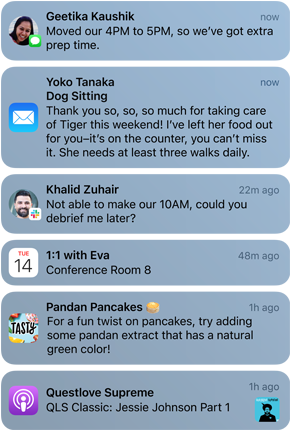 Geetika Kaushik now
Moved our 4PM to 5PM, so we’ve got extra
prep time.
Yoko Tanaka now
Dog Sitting
Thank you so, so, so much for taking care
of Tiger this weekend! I’ve left her food out
for you–it’s on the counter, you can’t miss
it. She needs at least three walks daily.
Khalid Zuhair 22m ago
Not able to make our 10AM, could you
debrief me later?
TUE
14
1:1 with Eva 48m ago
Conference Room 8
Pandan Pancakes 🥞 1h ago
TASTY
For a fun twist on pancakes, try adding
some pandan extract that has a natural
green color!
Questlove Supreme 1h ago
QLS Classic: Jessie Johnson Part 1